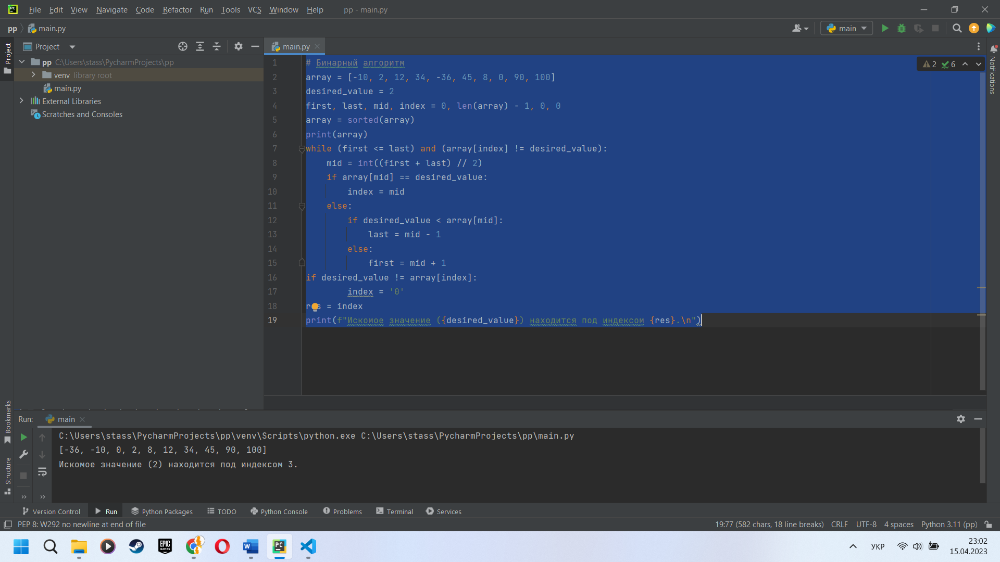 File Edit View Navigate Code Refactor Run Tools VCS Window Help pp - main.py
pp main.py main
Project main.py
pp C:\Users\stass\PycharmProjects\pp
venv library root
main.py
External Libraries
Scratches and Consoles
Project
Bookmarks
Structure
Notifications
2 6
1 # Бинарный алгоритм
2 array = [-10, 2, 12, 34, -36, 45, 8, 0, 90, 100]
3 desired_value = 2
4 first, last, mid, index = 0, len(array) - 1, 0, 0
5 array = sorted(array)
6 print(array)
7 while (first <= last) and (array[index] != desired_value):
8 mid = int((first + last) // 2)
9 if array[mid] == desired_value:
10 index = mid
11 else:
12 if desired_value < array[mid]:
13 last = mid - 1
14 else:
15 first = mid + 1
16 if desired_value != array[index]:
17 index = '0'
18 res = index
19 print(f"Искомое значение ({desired_value}) находится под индексом {res}.\n")
Run: main
C:\Users\stass\PycharmProjects\pp\venv\Scripts\python.exe C:\Users\stass\PycharmProjects\pp\main.py
[-36, -10, 0, 2, 8, 12, 34, 45, 90, 100]
Искомое значение (2) находится под индексом 3.
Version Control Run Python Packages TODO Python Console Problems Terminal Services
PEP 8: W292 no newline at end of file 19:77 (582 chars, 18 line breaks) CRLF UTF-8 4 spaces Python 3.11 (pp)
УКР 23:02
15.04.2023